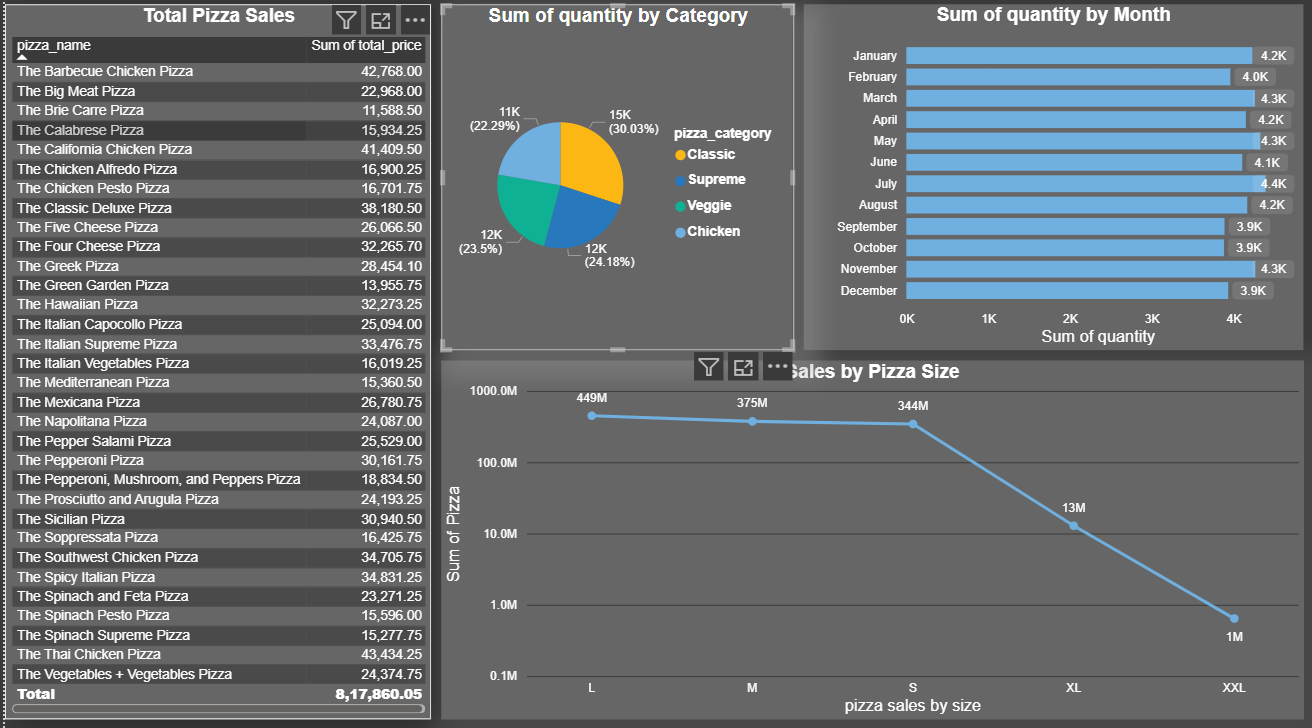 Total Pizza Sales
pizza_name Sum of total_price
The Barbecue Chicken Pizza 42,768.00
The Big Meat Pizza 22,968.00
The Brie Carre Pizza 11,588.50
The Calabrese Pizza 15,934.25
The California Chicken Pizza 41,409.50
The Chicken Alfredo Pizza 16,900.25
The Chicken Pesto Pizza 16,701.75
The Classic Deluxe Pizza 38,180.50
The Five Cheese Pizza 26,066.50
The Four Cheese Pizza 32,265.70
The Greek Pizza 28,454.10
The Green Garden Pizza 13,955.75
The Hawaiian Pizza 32,273.25
The Italian Capocollo Pizza 25,094.00
The Italian Supreme Pizza 33,476.75
The Italian Vegetables Pizza 16,019.25
The Mediterranean Pizza 15,360.50
The Mexicana Pizza 26,780.75
The Napolitana Pizza 24,087.00
The Pepper Salami Pizza 25,529.00
The Pepperoni Pizza 30,161.75
The Pepperoni, Mushroom, and Peppers Pizza 18,834.50
The Prosciutto and Arugula Pizza 24,193.25
The Sicilian Pizza 30,940.50
The Soppressata Pizza 16,425.75
The Southwest Chicken Pizza 34,705.75
The Spicy Italian Pizza 34,831.25
The Spinach and Feta Pizza 23,271.25
The Spinach Pesto Pizza 15,596.00
The Spinach Supreme Pizza 15,277.75
The Thai Chicken Pizza 43,434.25
The Vegetables + Vegetables Pizza 24,374.75
Total 8,17,860.05
Sum of quantity by Category
11K
(22.29%)
15K
(30.03%)
12K
(23.5%)
12K
(24.18%)
pizza_category
Classic
Supreme
Veggie
Chicken
Sum of quantity by Month
January 4.2K
February 4.0K
March 4.3K
April 4.2K
May 4.3K
June 4.1K
July 4.4K
August 4.2K
September 3.9K
October 3.9K
November 4.3K
December 3.9K
0K 1K 2K 3K 4K
Sum of quantity
Sales by Pizza Size
1000.0M
100.0M
10.0M
1.0M
0.1M
Sum of Pizza
449M 375M 344M 13M 1M
L M S XL XXL
pizza sales by size